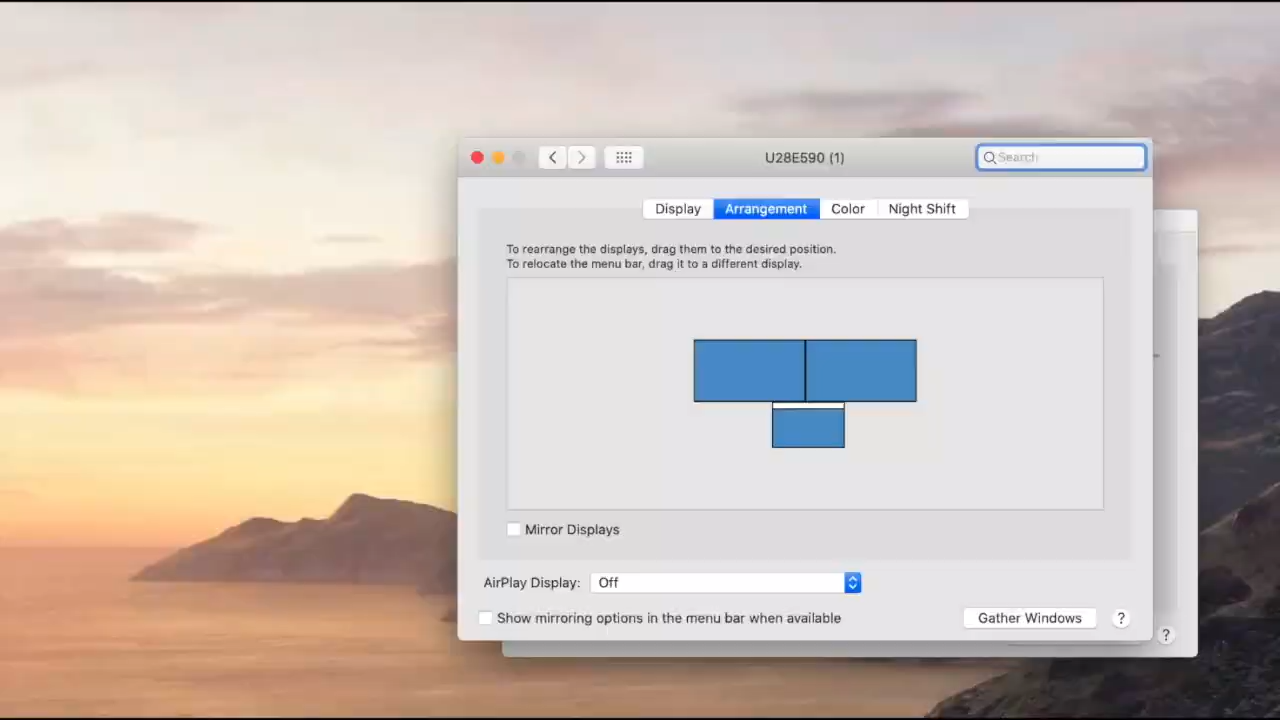 U28E590 (1)
Search
Display Arrangement Color Night Shift
To rearrange the displays, drag them to the desired position.
To relocate the menu bar, drag it to a different display.
Mirror Displays
AirPlay Display: Off
Show mirroring options in the menu bar when available
Gather Windows
?
?